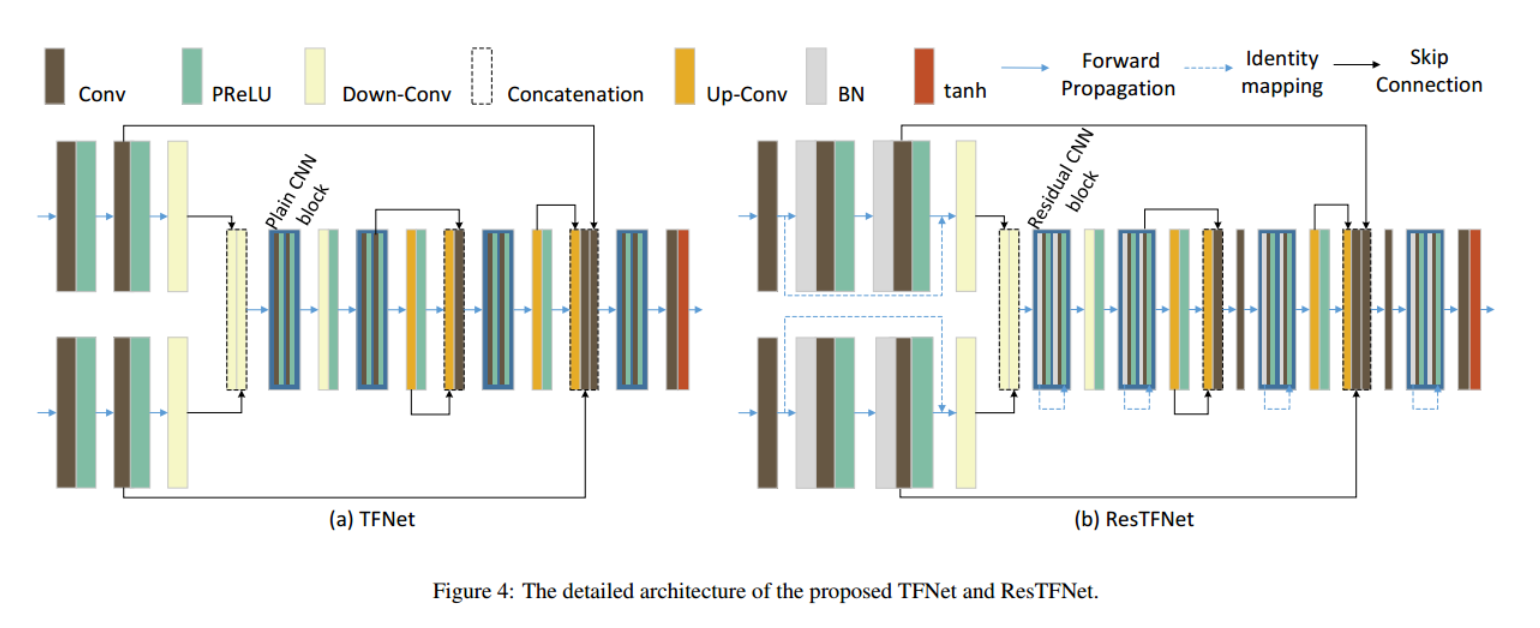 Conv
PReLU
Down-Conv
Concatenation
Up-Conv
BN
tanh
Forward
Propagation
Identity
mapping
Skip
Connection
Plain CNN
block
Residual CNN
block
(a) TFNet
(b) ResTFNet
Figure 4: The detailed architecture of the proposed TFNet and ResTFNet.